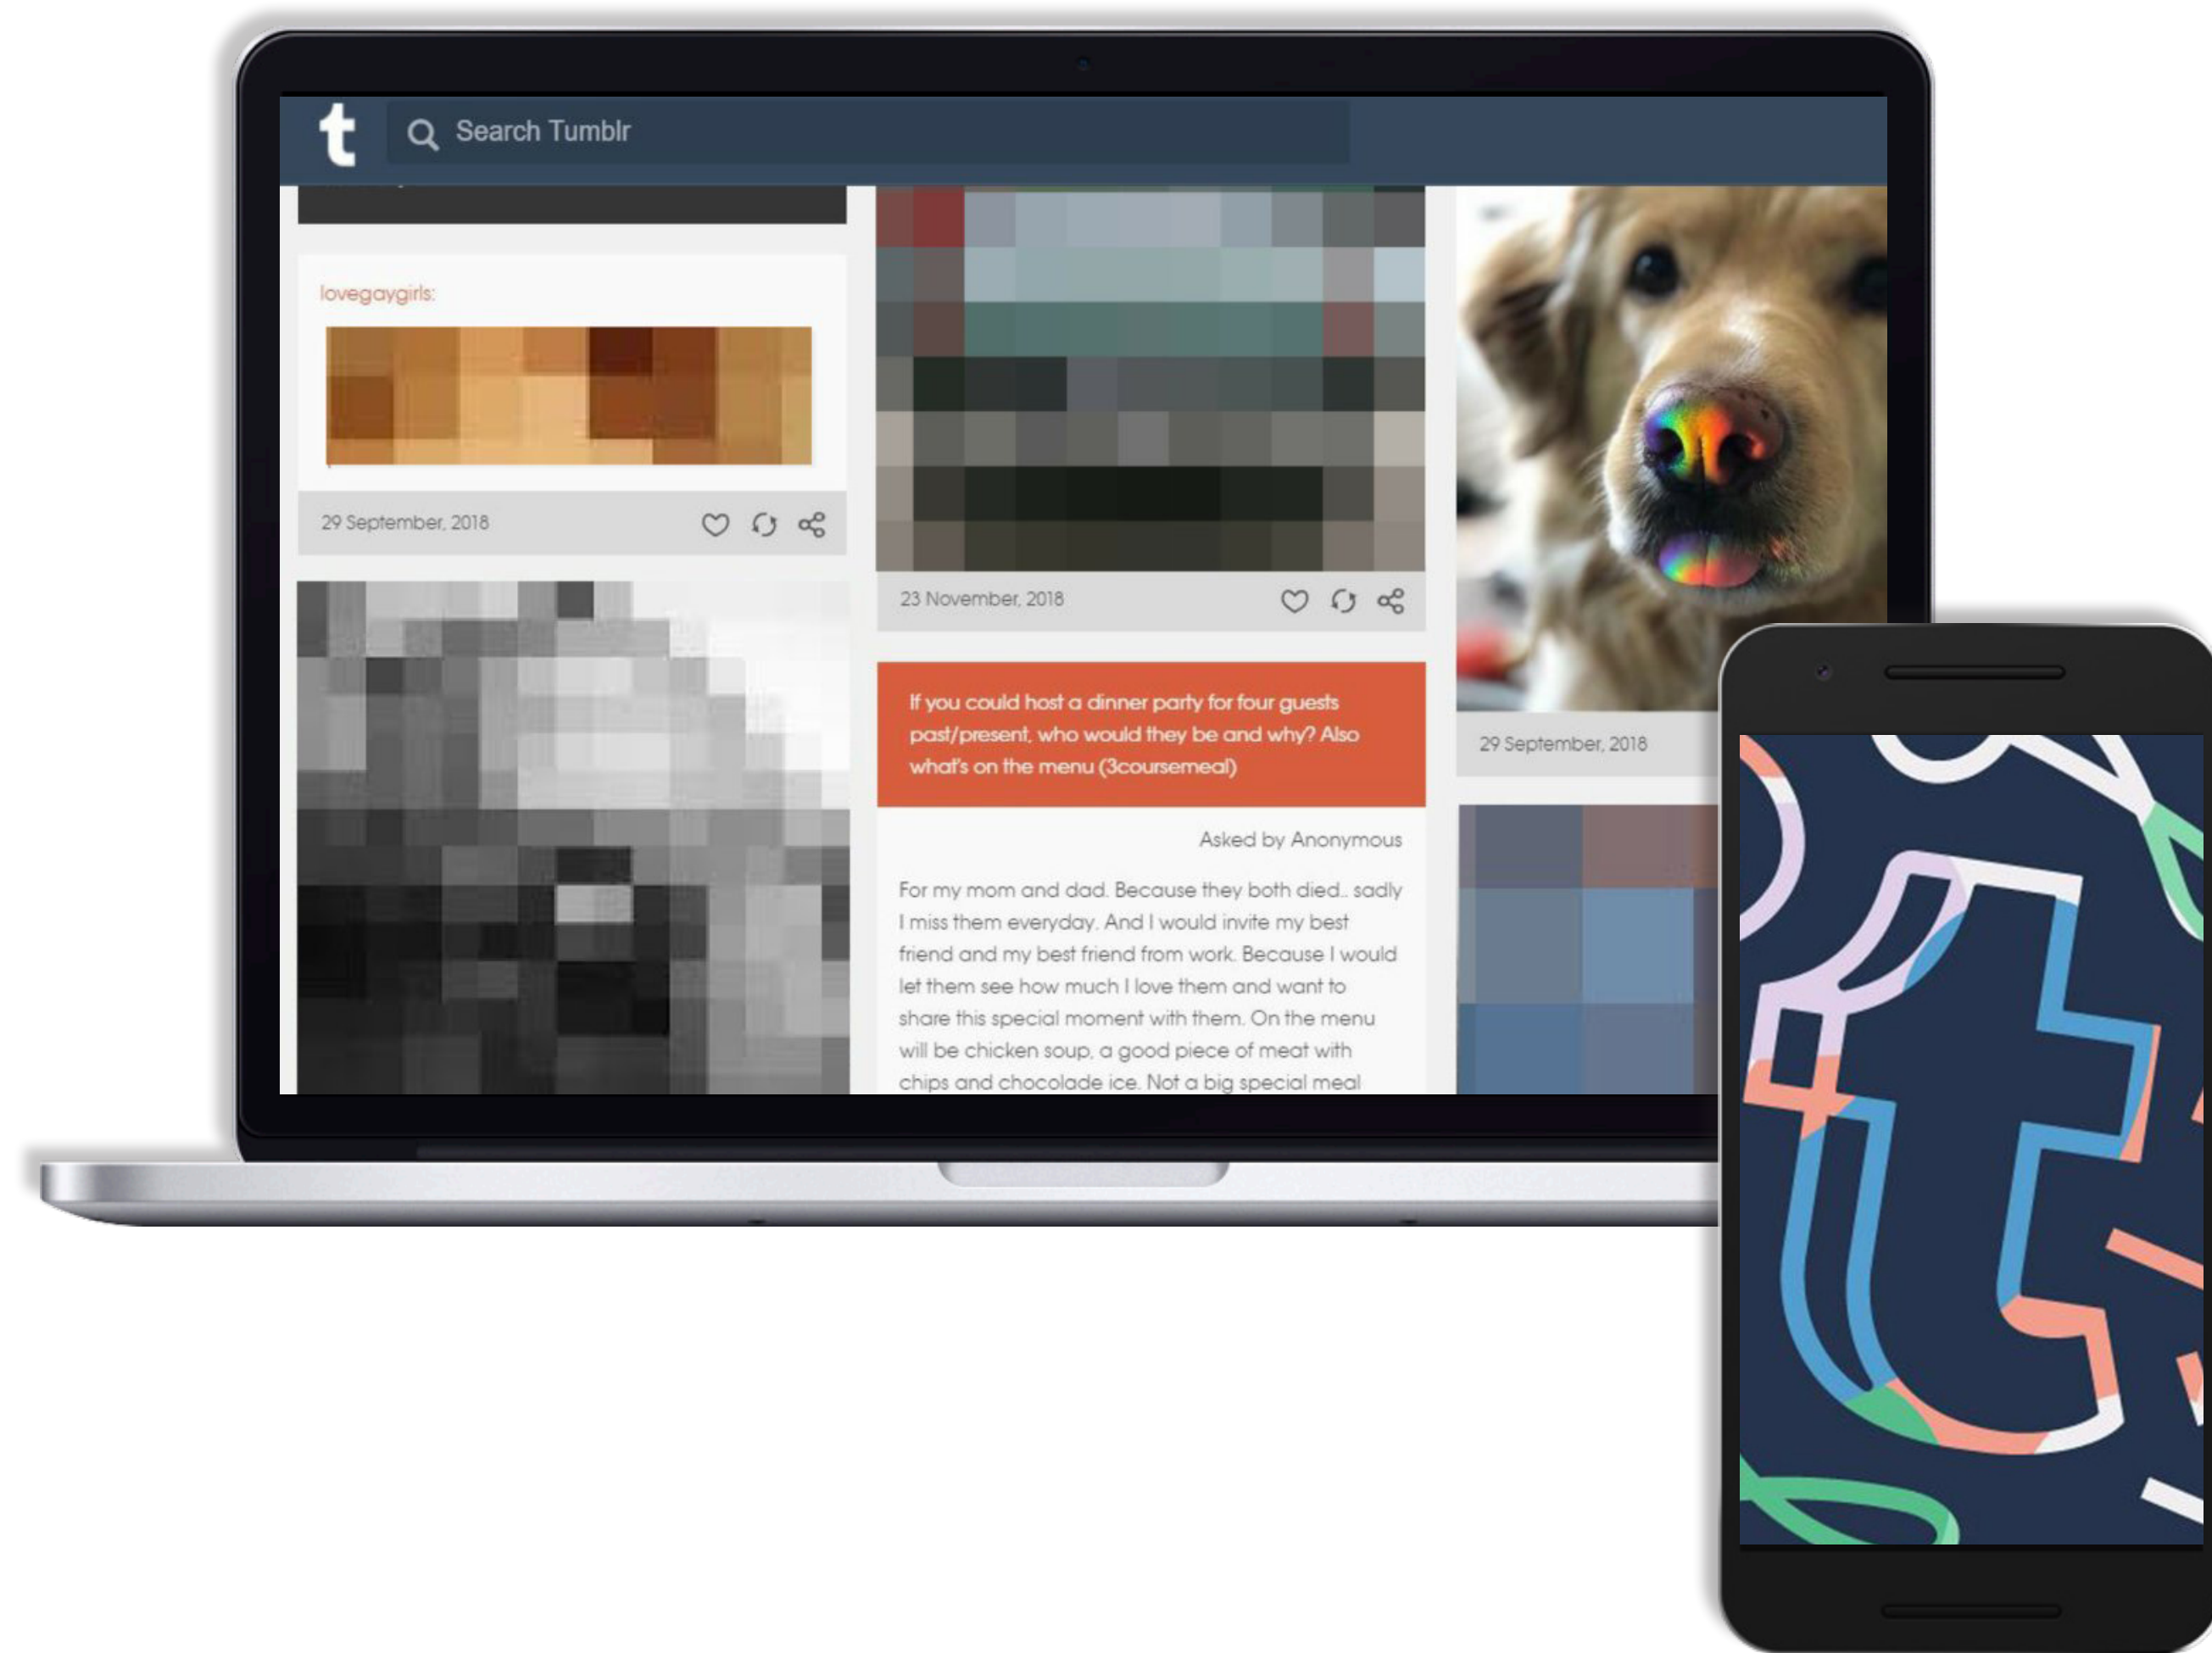 t
Search Tumblr
lovegaygirls:
29 September, 2018
23 November, 2018
If you could host a dinner party for four guests
past/present, who would they be and why? Also
what's on the menu (3coursemeal)
Asked by Anonymous
For my mom and dad. Because they both died.. sadly
I miss them everyday. And I would invite my best
friend and my best friend from work. Because I would
let them see how much I love them and want to
share this special moment with them. On the menu
will be chicken soup, a good piece of meat with
chips and chocolade ice. Not a big special meal
29 September, 2018
t